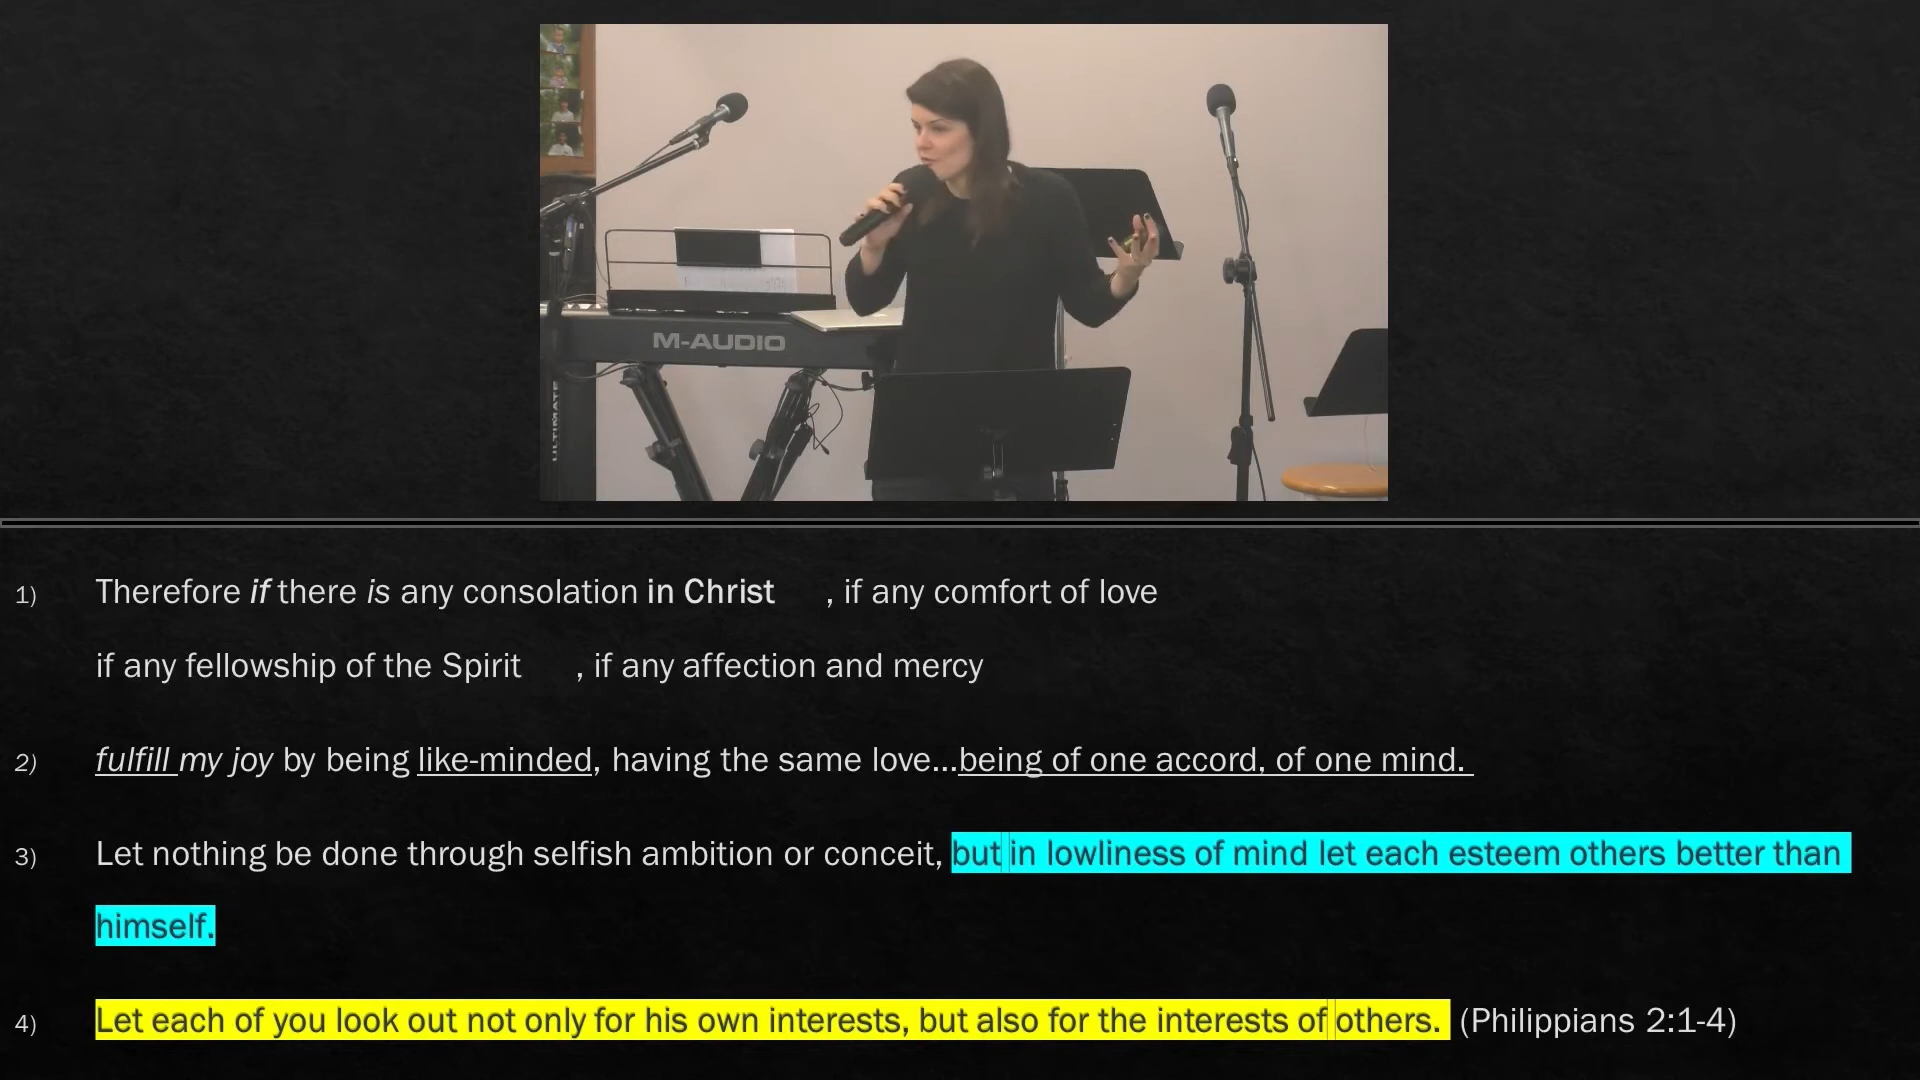 M-AUDIO
ULTIMATE
1) Therefore if there is any consolation in Christ , if any comfort of love
if any fellowship of the Spirit , if any affection and mercy
2) fulfill my joy by being like-minded, having the same love...being of one accord, of one mind.
3) Let nothing be done through selfish ambition or conceit, but in lowliness of mind let each esteem others better than
himself.
4) Let each of you look out not only for his own interests, but also for the interests of others. (Philippians 2:1-4)